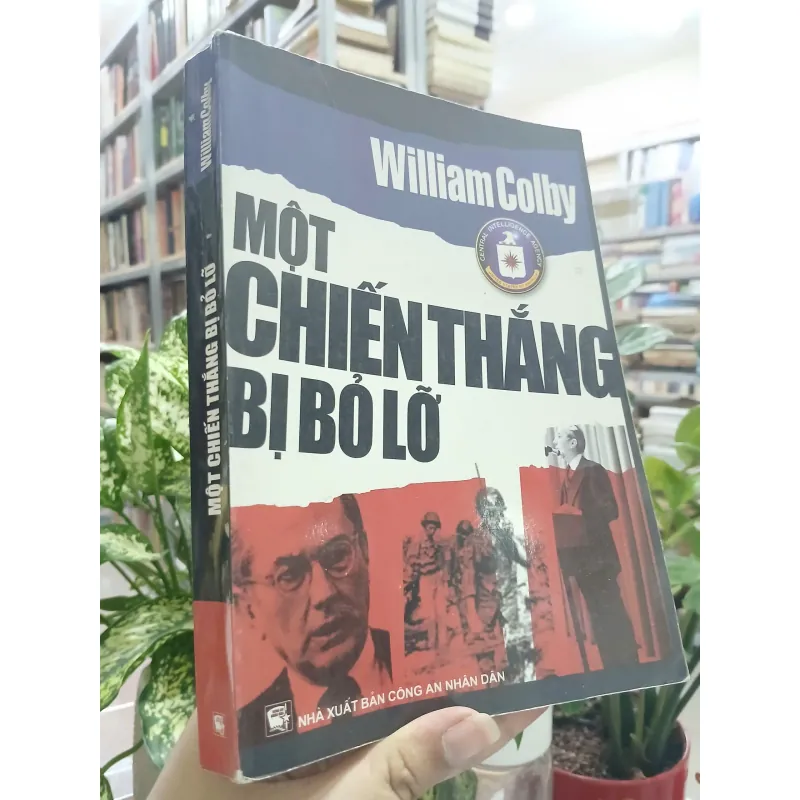 William Colby
MỘT
CHIẾN THẮNG
BỊ BỎ LỠ
CENTRAL INTELLIGENCE AGENCY
NHÀ XUẤT BẢN CÔNG AN NHÂN DÂN
William Colby
MỘT CHIẾN THẮNG BỊ BỎ LỠ